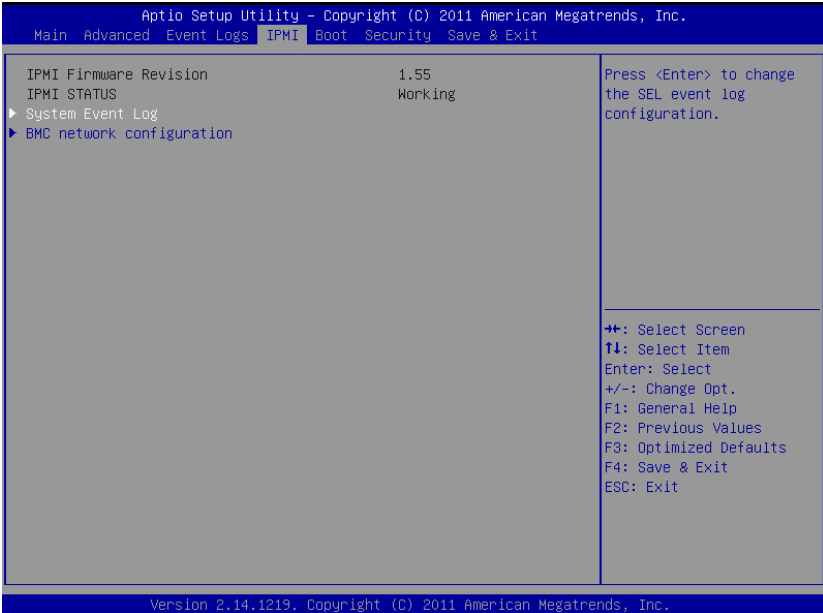 Aptio Setup Utility – Copyright (C) 2011 American Megatrends, Inc.
Main Advanced Event Logs IPMI Boot Security Save & Exit
IPMI Firmware Revision 1.55
IPMI STATUS Working
System Event Log
BMC network configuration
Press <Enter> to change
the SEL event log
configuration.
→←: Select Screen
↑↓: Select Item
Enter: Select
+/-: Change Opt.
F1: General Help
F2: Previous Values
F3: Optimized Defaults
F4: Save & Exit
ESC: Exit
Version 2.14.1219. Copyright (C) 2011 American Megatrends, Inc.